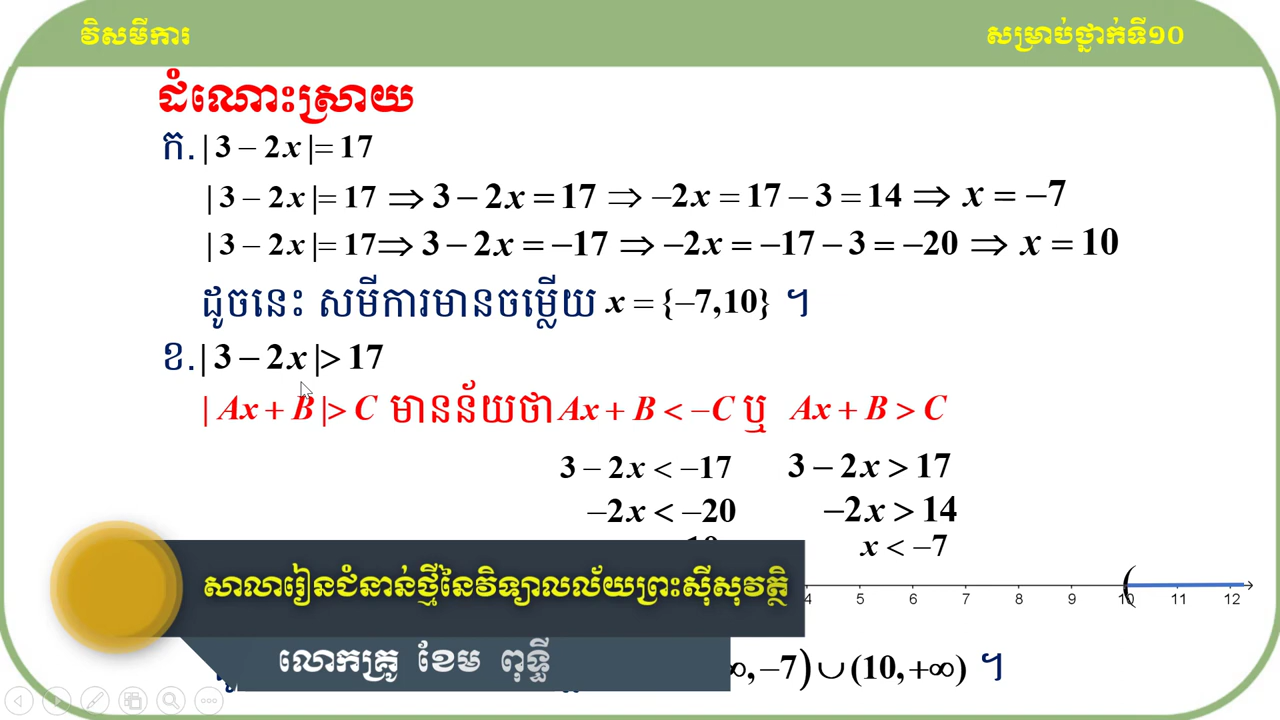 វិសមីការ
សម្រាប់ថ្នាក់ទី១០
ដំណោះស្រាយ
ក. | 3 − 2x |= 17
| 3 − 2x |= 17 ⇒ 3 − 2x = 17 ⇒ −2x = 17 − 3 = 14 ⇒ x = −7
| 3 − 2x |= 17 ⇒ 3 − 2x = −17 ⇒ −2x = −17 − 3 = −20 ⇒ x = 10
ដូចនេះ សមីការមានចម្លើយ x = {−7,10} ។
ខ. | 3 − 2x |> 17
| Ax + B |> C មានន័យថា Ax + B < −C ឬ Ax + B > C
3 − 2x < −17 3 − 2x > 17
−2x < −20 −2x > 14
x < −7
សាលារៀនជំនាន់ថ្មីនៃវិទ្យាលល័យព្រះស៊ីសុវត្ថិ
4 5 6 7 8 9 10 11 12
លោកគ្រូ ខែម ពុទ្ធី
∞, −7) ∪ (10, +∞) ។